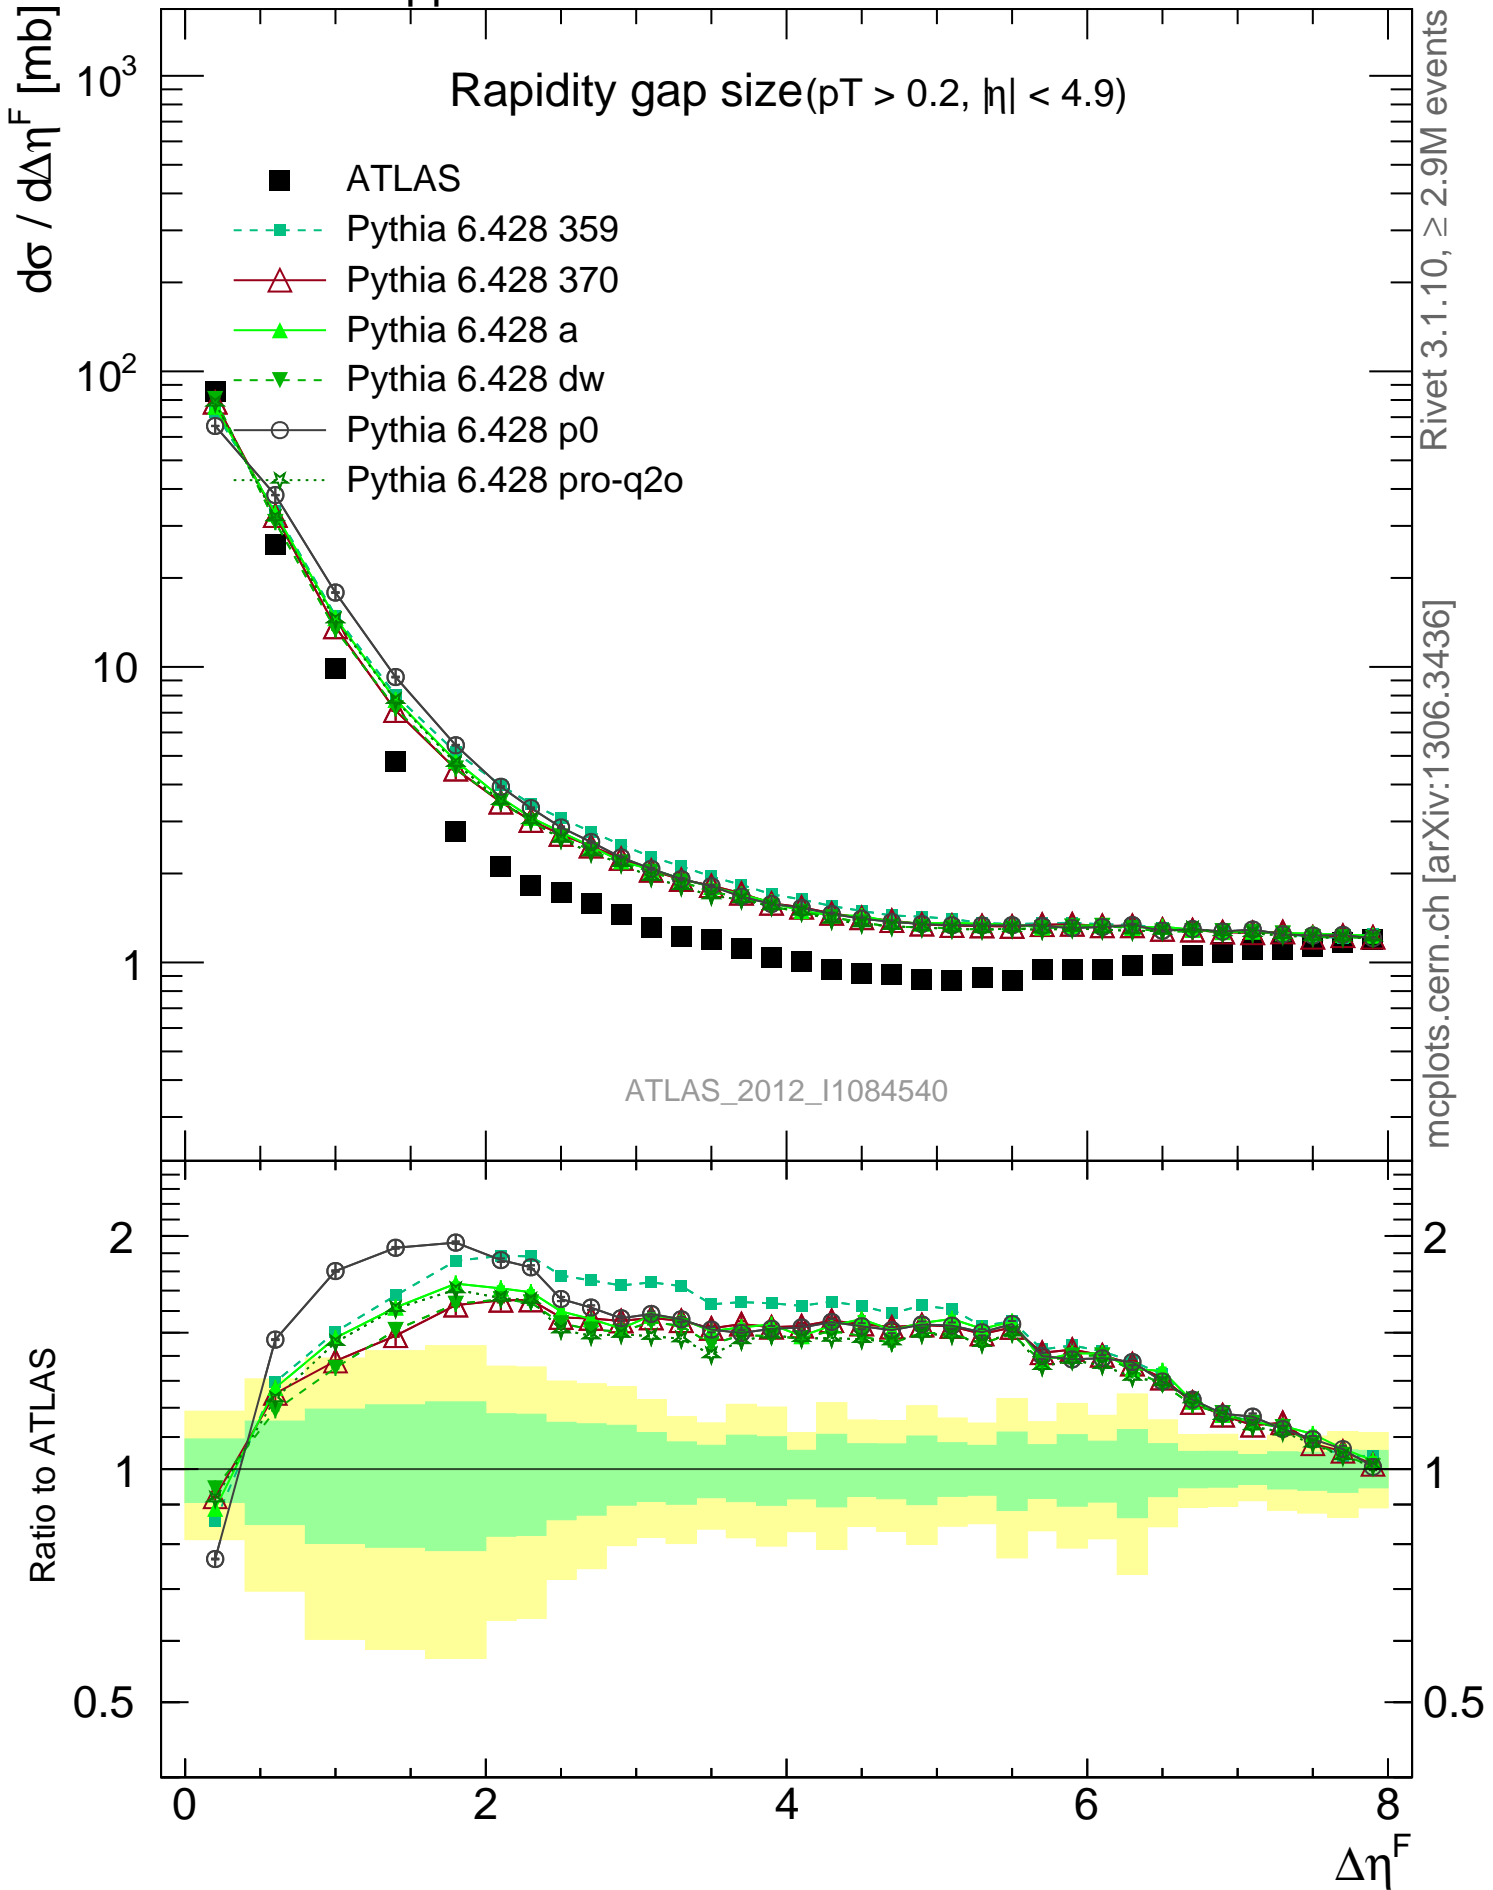 dσ / dΔη^F [mb]
Rapidity gap size(pT > 0.2, |η| < 4.9)
ATLAS
Pythia 6.428 359
Pythia 6.428 370
Pythia 6.428 a
Pythia 6.428 dw
Pythia 6.428 p0
Pythia 6.428 pro-q2o
10^3
10^2
10
1
ATLAS_2012_I1084540
Rivet 3.1.10, ≥ 2.9M events
mcplots.cern.ch [arXiv:1306.3436]
Ratio to ATLAS
2
1
0.5
2
1
0.5
0 2 4 6 8
Δη^F